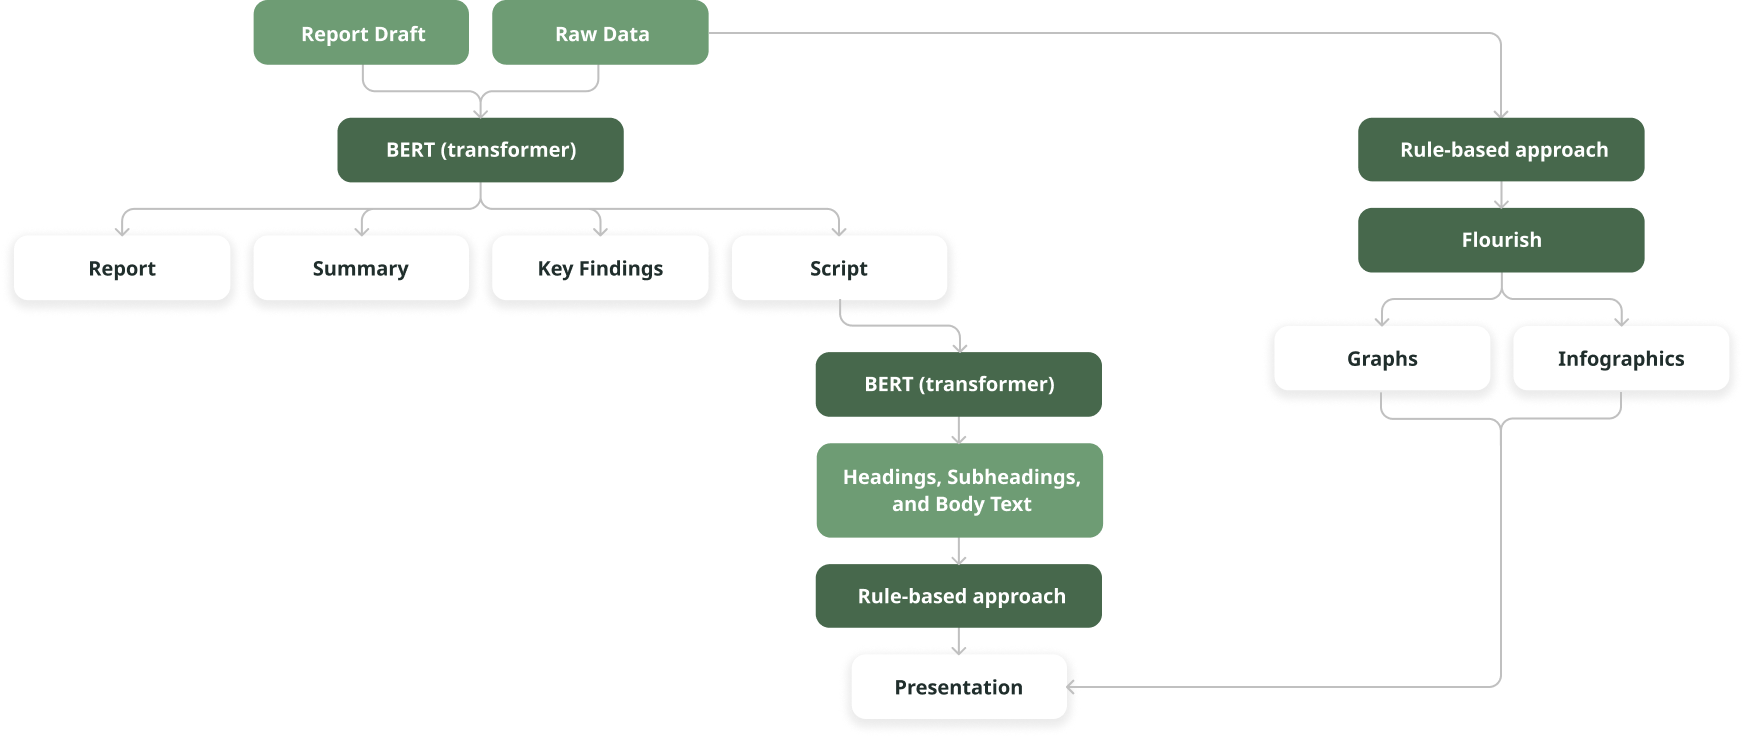 Report Draft
Raw Data
BERT (transformer)
Rule-based approach
Flourish
Report
Summary
Key Findings
Script
Graphs
Infographics
BERT (transformer)
Headings, Subheadings,
and Body Text
Rule-based approach
Presentation